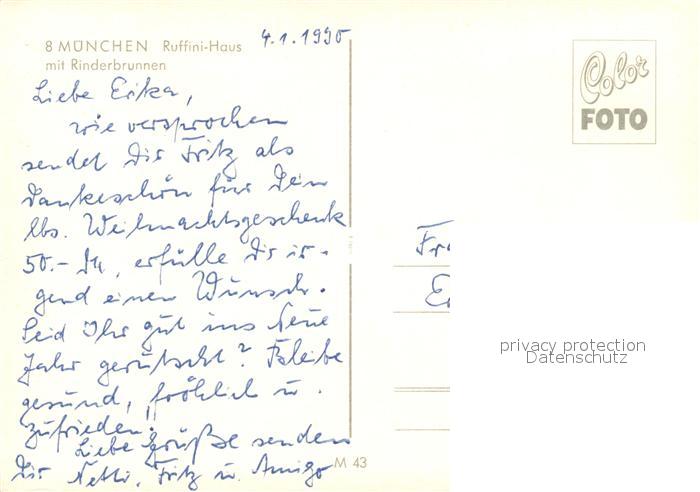 8 MÜNCHEN Ruffini-Haus
mit Rinderbrunnen
4.1.1990
Liebe Erika,
wie versprochen
sendet Dir Fritz als
Dankeschön für Dein
lbs. Weihnachtsgeschenk
50.- DM, erfülle Dir ir-
gend einen Wunsch.
Seid Ihr gut ins Neue
Jahr gerutscht? Bleibe
gesund, fröhlich u.
zufrieden!
Liebe Grüße senden
Dir Netti, Fritz u. Amigo
Color
FOTO
Fr
E
privacy protection
Datenschutz
M 43